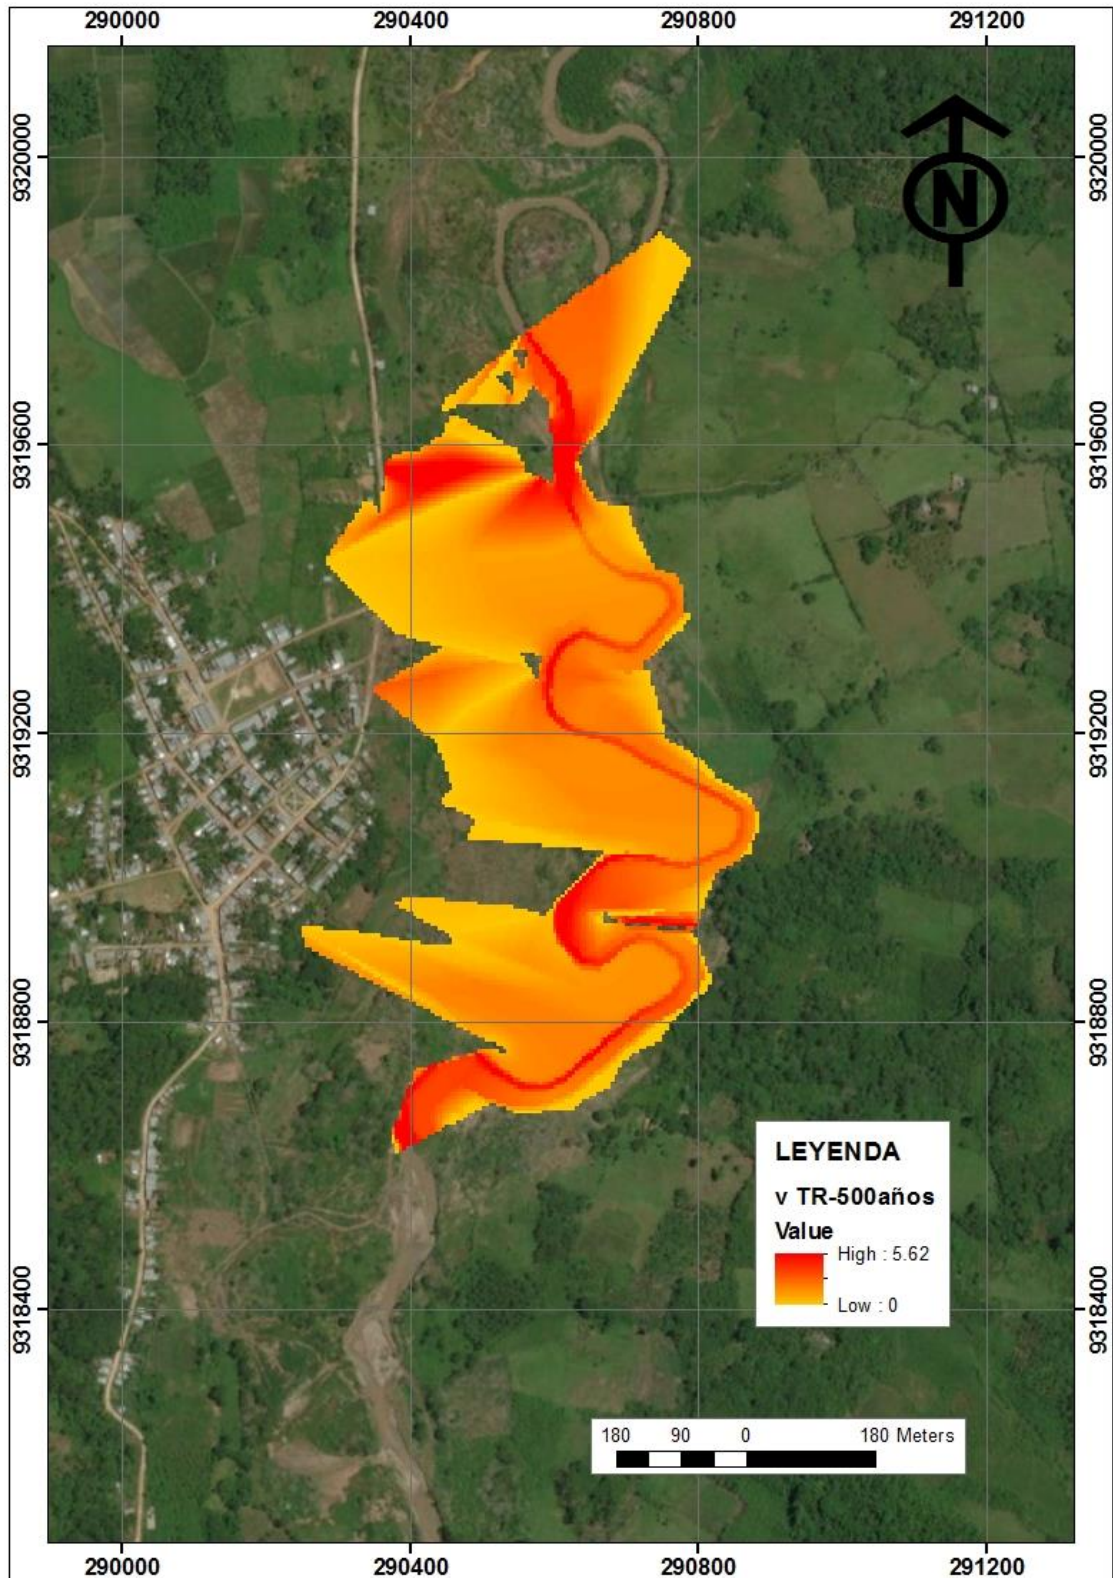 290000 290400 290800 291200
9320000 9320000
N
9319600 9319600
9319200 9319200
9318800 9318800
LEYENDA
v TR-500años
Value
High : 5.62
Low : 0
9318400 9318400
180 90 0 180 Meters
290000 290400 290800 291200